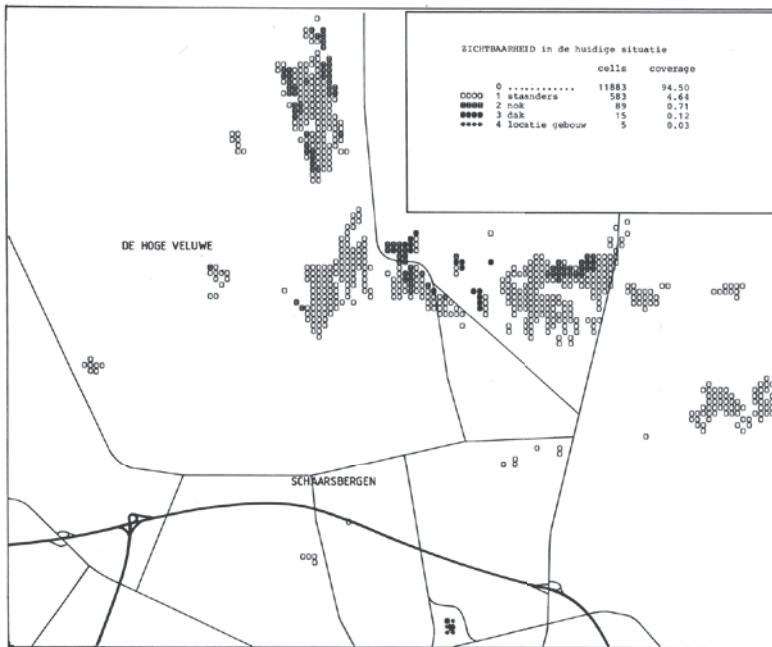 ZICHTBAARHEID in de huidige situatie
cells coverage
0 ............ 11883 94.50
1 staanders 583 4.64
2 nok 89 0.71
3 dak 15 0.12
4 locatie gebouw 5 0.03
DE HOGE VELUWE
SCHAARSBERGEN